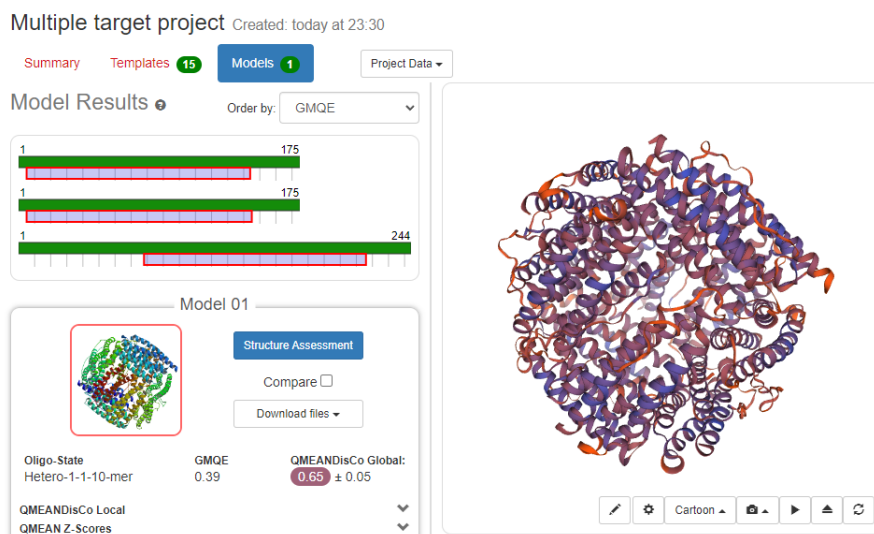 Multiple target project Created: today at 23:30
Summary Templates 15 Models 1 Project Data
Model Results Order by: GMQE
1 175
1 175
1 244
Model 01
Structure Assessment
Compare
Download files
Oligo-State GMQE QMEANDisCo Global:
Hetero-1-1-10-mer 0.39 0.65 ± 0.05
QMEANDisCo Local
QMEAN Z-Scores
Cartoon